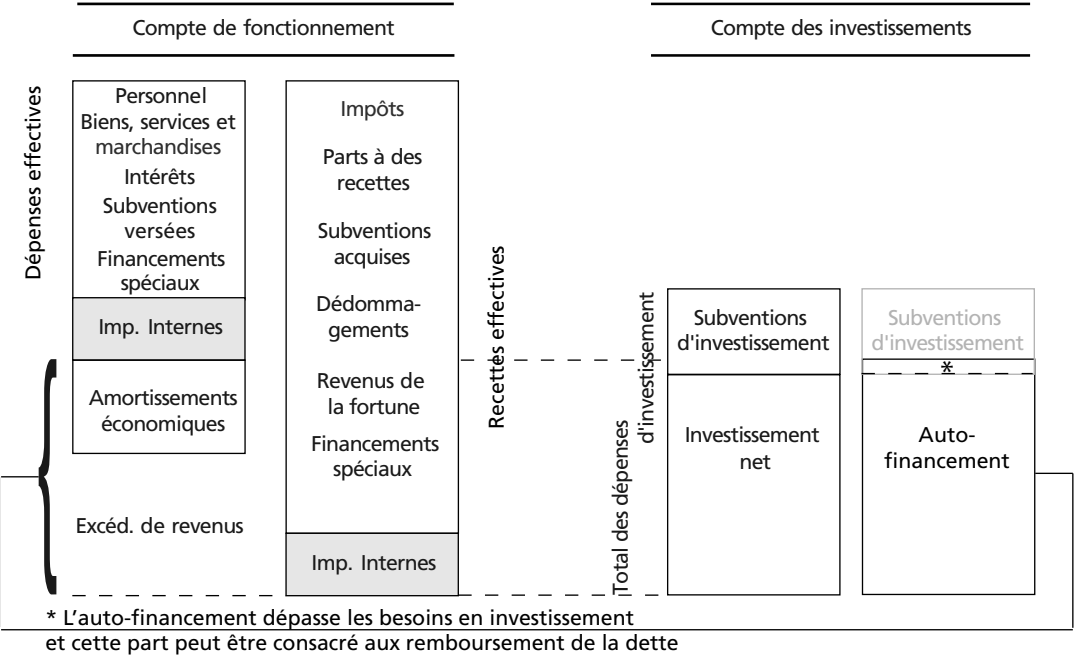 Compte de fonctionnement
Compte des investissements
Dépenses effectives
Personnel
Biens, services et
marchandises
Intérêts
Subventions
versées
Financements
spéciaux
Imp. Internes
Amortissements
économiques
Excéd. de revenus
Impôts
Parts à des
recettes
Subventions
acquises
Dédomma-
gements
Revenus de
la fortune
Financements
spéciaux
Imp. Internes
Recettes effectives
Total des dépenses
d'investissement
Subventions
d'investissement
Investissement
net
Subventions
d'investissement
*
Auto-
financement
* L'auto-financement dépasse les besoins en investissement
et cette part peut être consacré aux remboursement de la dette